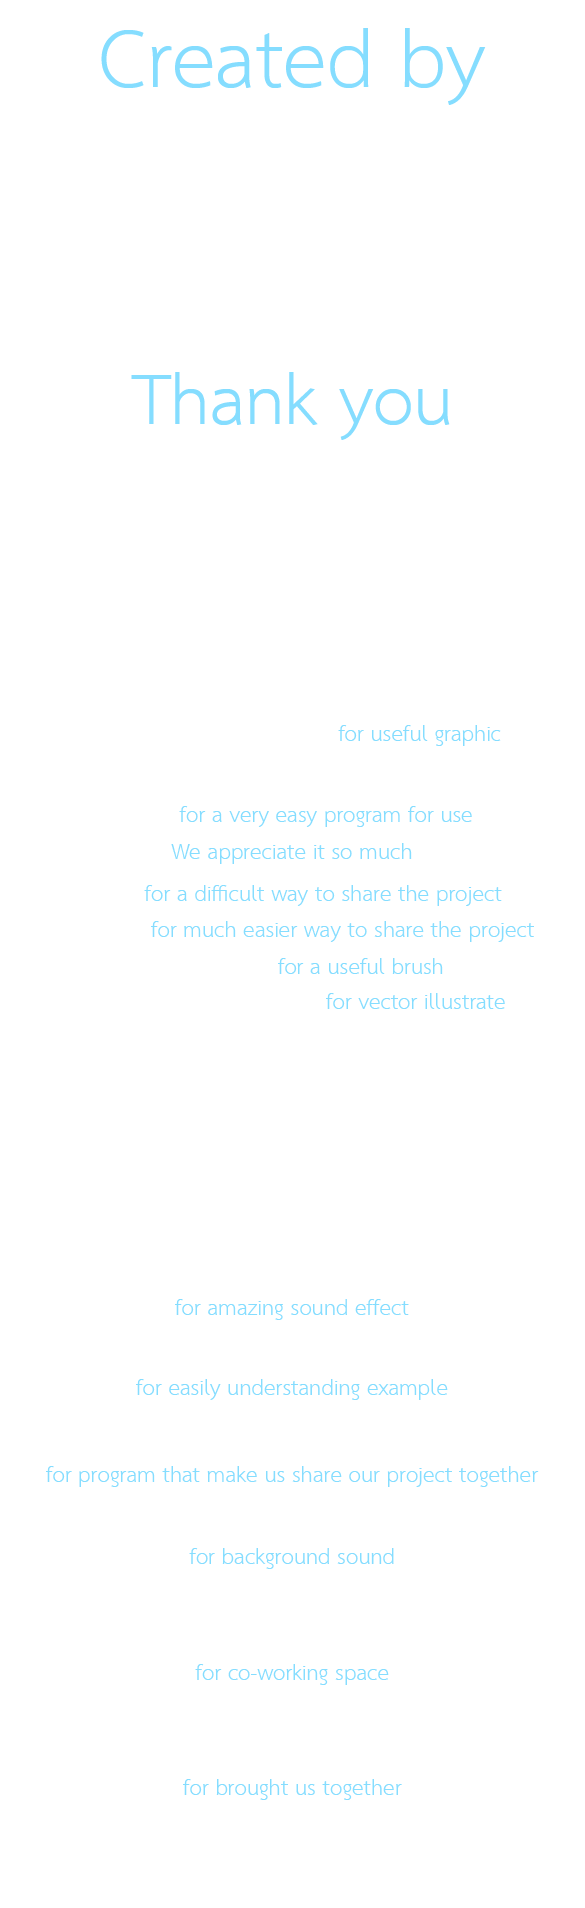 Created by
Thank you
for useful graphic
for a very easy program for use
We appreciate it so much
for a difficult way to share the project
for much easier way to share the project
for a useful brush
for vector illustrate
for amazing sound effect
for easily understanding example
for program that make us share our project together
for background sound
for co-working space
for brought us together